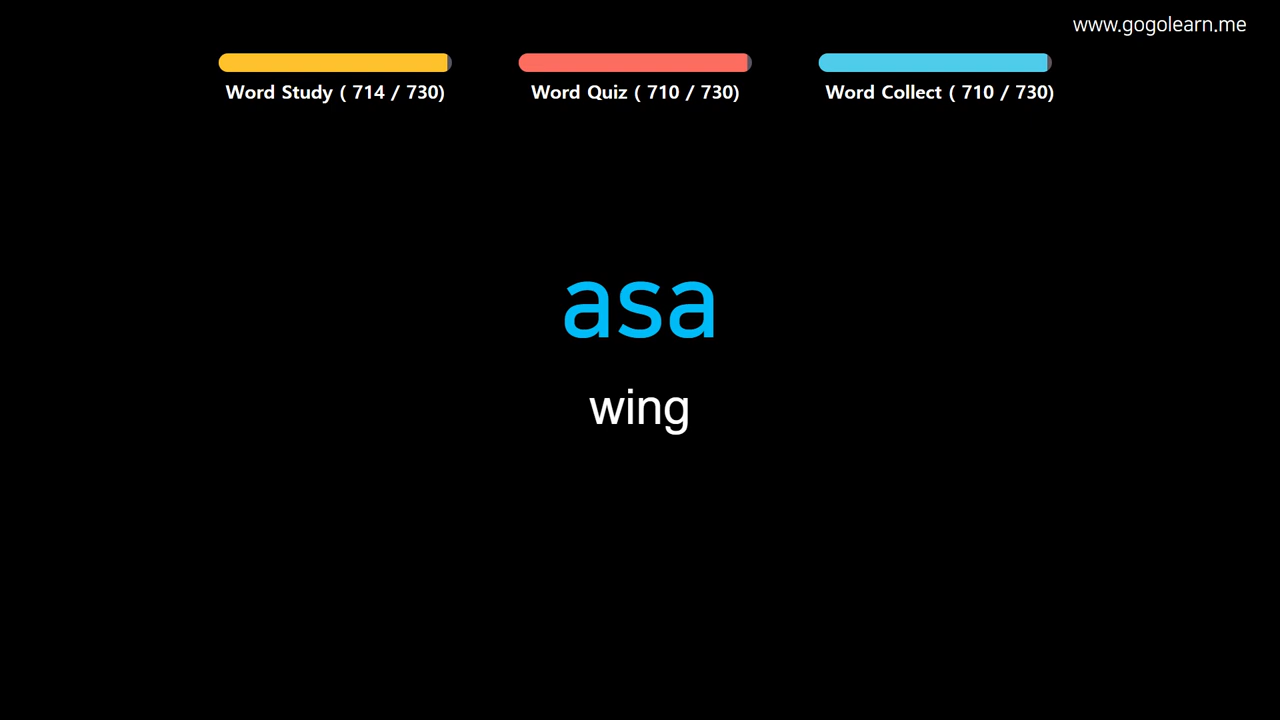 www.gogolearn.me
Word Study ( 714 / 730)
Word Quiz ( 710 / 730)
Word Collect ( 710 / 730)
asa
wing